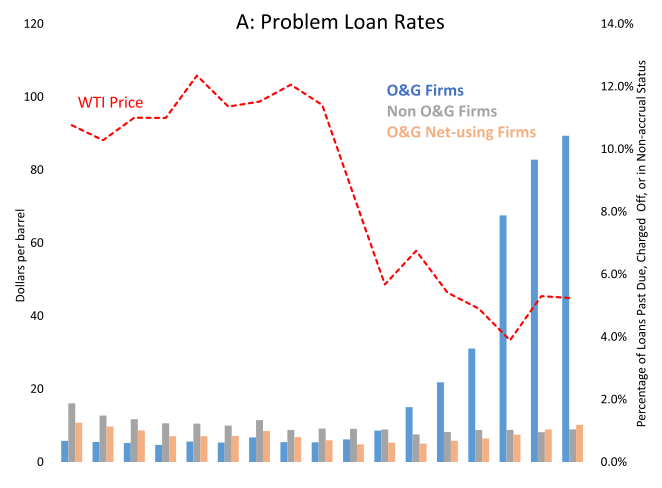 A: Problem Loan Rates
120
100
80
60
40
20
0
Dollars per barrel
WTI Price
O&G Firms
Non O&G Firms
O&G Net-using Firms
14.0%
12.0%
10.0%
8.0%
6.0%
4.0%
2.0%
0.0%
Percentage of Loans Past Due, Charged Off, or in Non-accrual Status